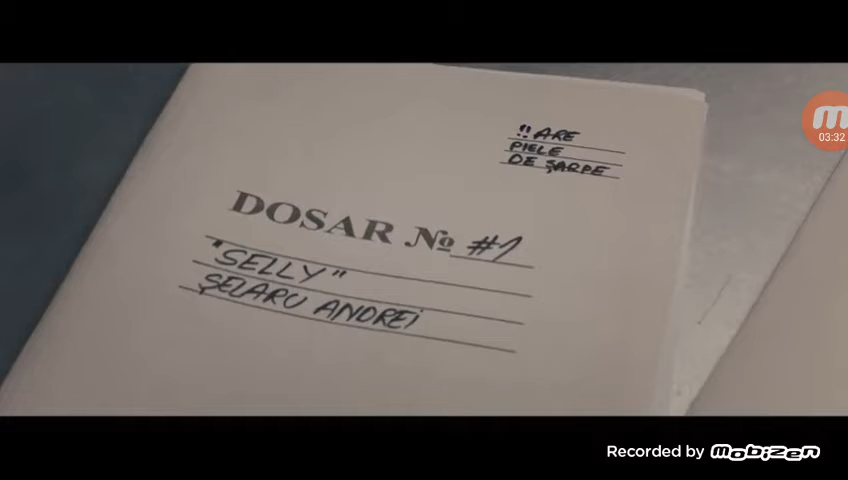 !! ARE
PIELE
DE ȘARPE
DOSAR № #1
"SELLY"
ȘELARU ANDREi
03:32
Recorded by mobizen